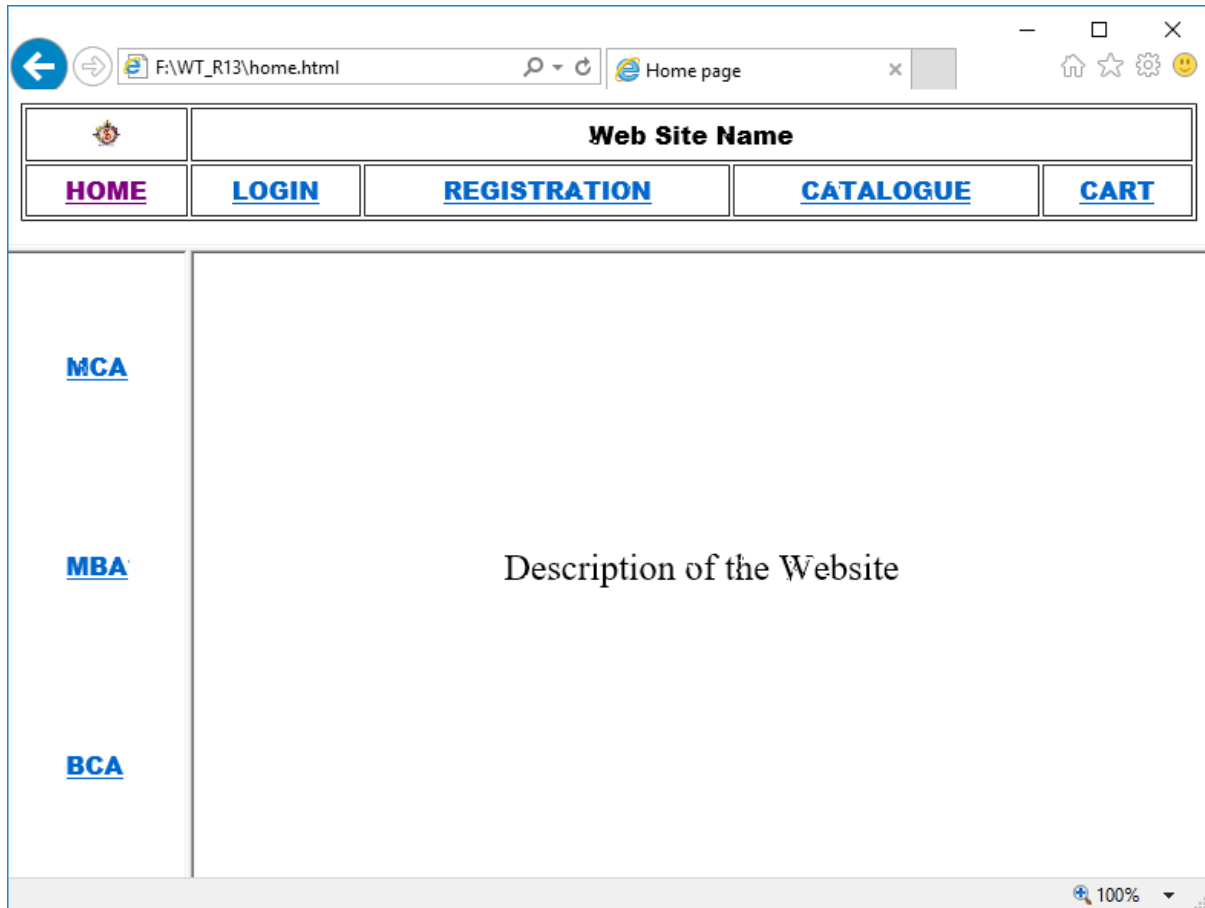 F:\WT_R13\home.html
Home page
Web Site Name
HOME LOGIN REGISTRATION CATALOGUE CART
MCA
MBA
Description of the Website
BCA
100%